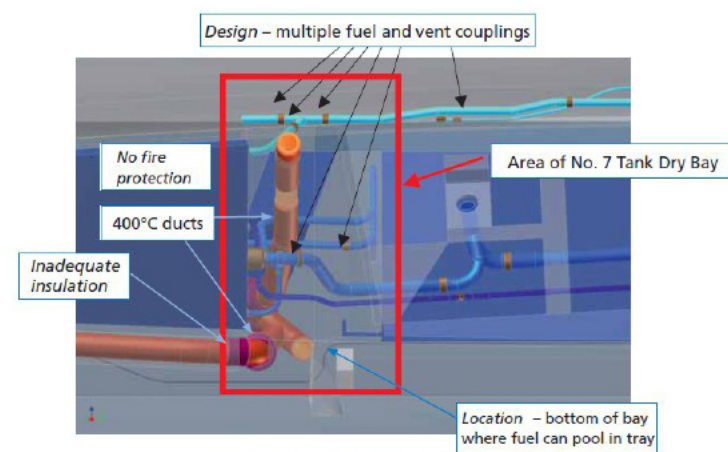 Design – multiple fuel and vent couplings
No fire
protection
Area of No. 7 Tank Dry Bay
400°C ducts
Inadequate
insulation
Location – bottom of bay
where fuel can pool in tray